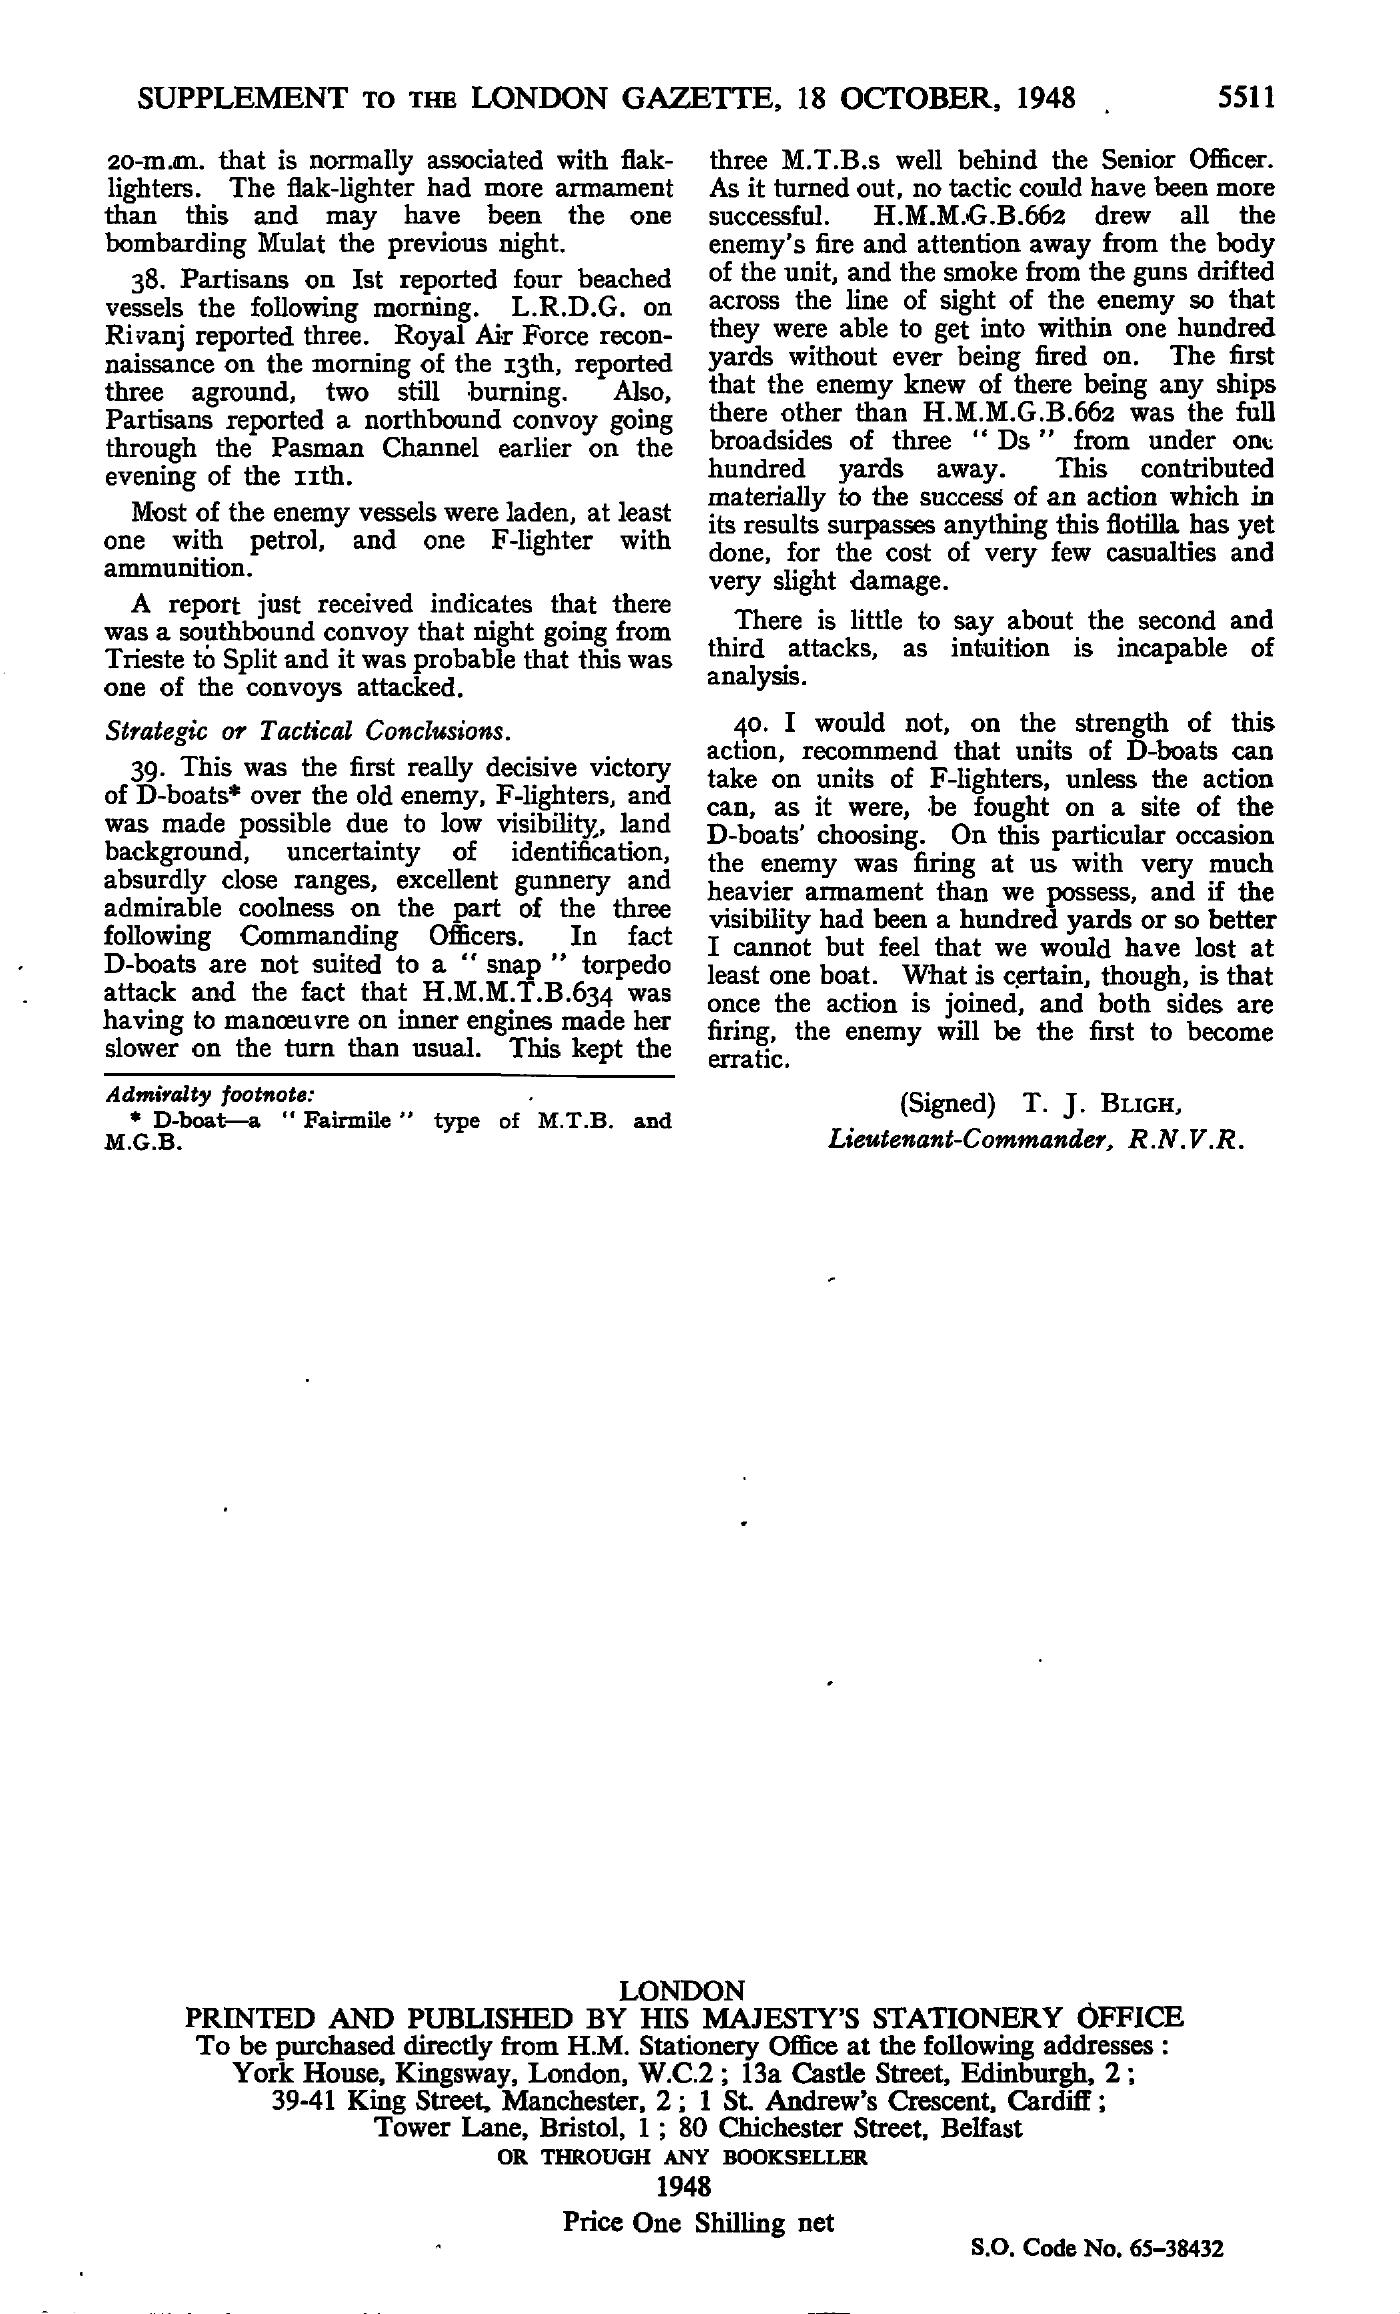 SUPPLEMENT TO THE LONDON GAZETTE, 18 OCTOBER, 1948 5511
20-m.m. that is normally associated with flak-
lighters. The flak-lighter had more armament
than this and may have been the one
bombarding Mulat the previous night.
38. Partisans on Ist reported four beached
vessels the following morning. L.R.D.G. on
Rivanj reported three. Royal Air Force recon-
naissance on the morning of the 13th, reported
three aground, two still burning. Also,
Partisans reported a northbound convoy going
through the Pasman Channel earlier on the
evening of the 11th.
Most of the enemy vessels were laden, at least
one with petrol, and one F-lighter with
ammunition.
A report just received indicates that there
was a southbound convoy that night going from
Trieste to Split and it was probable that this was
one of the convoys attacked.
Strategic or Tactical Conclusions.
39. This was the first really decisive victory
of D-boats* over the old enemy, F-lighters, and
was made possible due to low visibility, land
background, uncertainty of identification,
absurdly close ranges, excellent gunnery and
admirable coolness on the part of the three
following Commanding Officers. In fact
D-boats are not suited to a " snap " torpedo
attack and the fact that H.M.M.T.B.634 was
having to manœuvre on inner engines made her
slower on the turn than usual. This kept the
Admiralty footnote:
* D-boat—a " Fairmile " type of M.T.B. and
M.G.B.
three M.T.B.s well behind the Senior Officer.
As it turned out, no tactic could have been more
successful. H.M.M.G.B.662 drew all the
enemy's fire and attention away from the body
of the unit, and the smoke from the guns drifted
across the line of sight of the enemy so that
they were able to get into within one hundred
yards without ever being fired on. The first
that the enemy knew of there being any ships
there other than H.M.M.G.B.662 was the full
broadsides of three " Ds " from under one
hundred yards away. This contributed
materially to the success of an action which in
its results surpasses anything this flotilla has yet
done, for the cost of very few casualties and
very slight damage.
There is little to say about the second and
third attacks, as intuition is incapable of
analysis.
40. I would not, on the strength of this
action, recommend that units of D-boats can
take on units of F-lighters, unless the action
can, as it were, be fought on a site of the
D-boats' choosing. On this particular occasion
the enemy was firing at us with very much
heavier armament than we possess, and if the
visibility had been a hundred yards or so better
I cannot but feel that we would have lost at
least one boat. What is certain, though, is that
once the action is joined, and both sides are
firing, the enemy will be the first to become
erratic.
(Signed) T. J. BLIGH,
Lieutenant-Commander, R.N.V.R.
LONDON
PRINTED AND PUBLISHED BY HIS MAJESTY'S STATIONERY OFFICE
To be purchased directly from H.M. Stationery Office at the following addresses :
York House, Kingsway, London, W.C.2 ; 13a Castle Street, Edinburgh, 2 ;
39-41 King Street, Manchester, 2 ; 1 St. Andrew's Crescent, Cardiff ;
Tower Lane, Bristol, 1 ; 80 Chichester Street, Belfast
OR THROUGH ANY BOOKSELLER
1948
Price One Shilling net
S.O. Code No. 65–38432